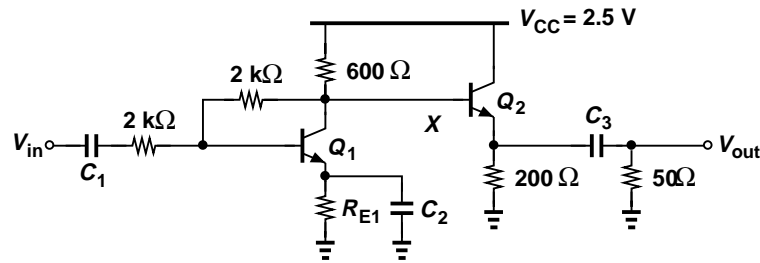 V_CC = 2.5 V
2 kΩ
600 Ω
2 kΩ
Q_2
X
C_3
V_in
C_1
Q_1
V_out
200 Ω
50Ω
R_E1
C_2